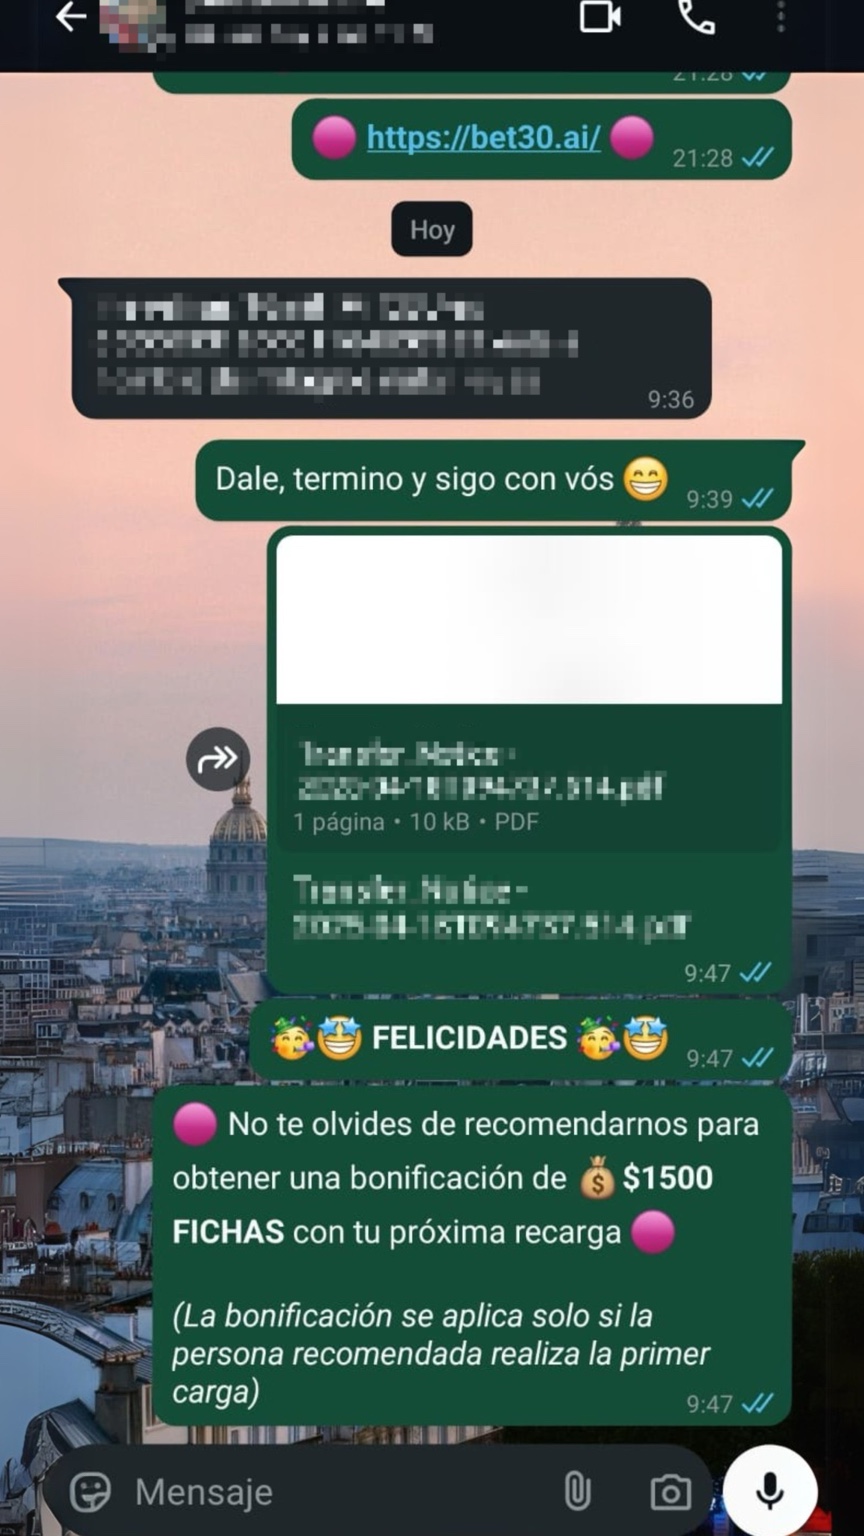 21:28
https://bet30.ai/
21:28
Hoy
9:36
Dale, termino y sigo con vós
9:39
1 página • 10 kB • PDF
9:47
FELICIDADES
9:47
No te olvides de recomendarnos para
obtener una bonificación de $1500
FICHAS con tu próxima recarga
(La bonificación se aplica solo si la
persona recomendada realiza la primer
carga)
9:47
Mensaje